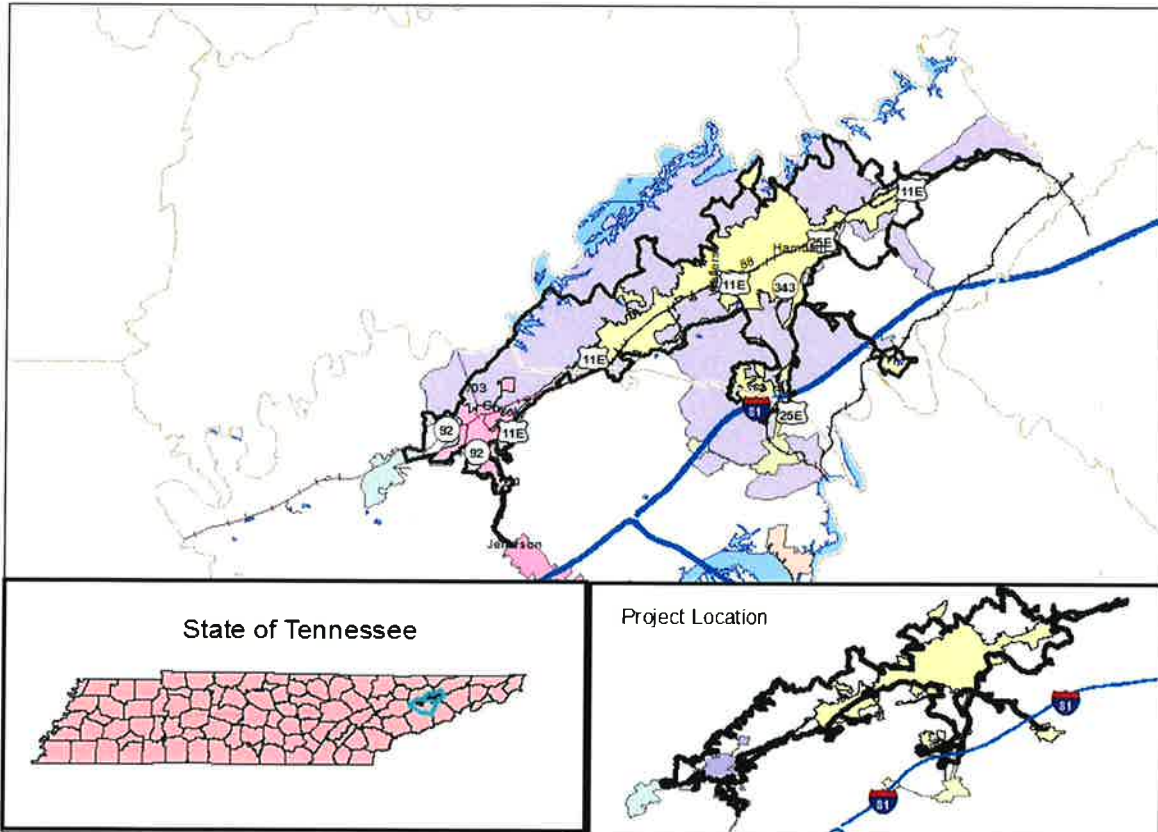 11E
25E
Hamblen
88
11E
343
11E
81
25E
92
11E
92
Jefferson
State of Tennessee
Project Location
81
81